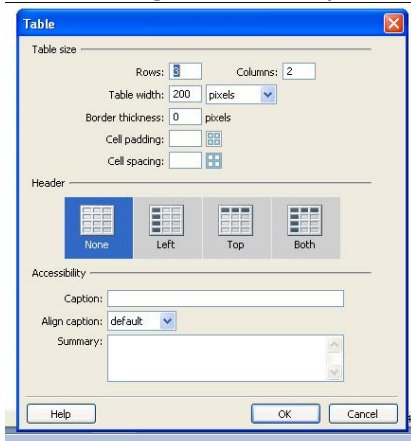 Table
Table size
Rows: 3 Columns: 2
Table width: 200 pixels
Border thickness: 0 pixels
Cell padding:
Cell spacing:
Header
None Left Top Both
Accessibility
Caption:
Align caption: default
Summary:
Help OK Cancel